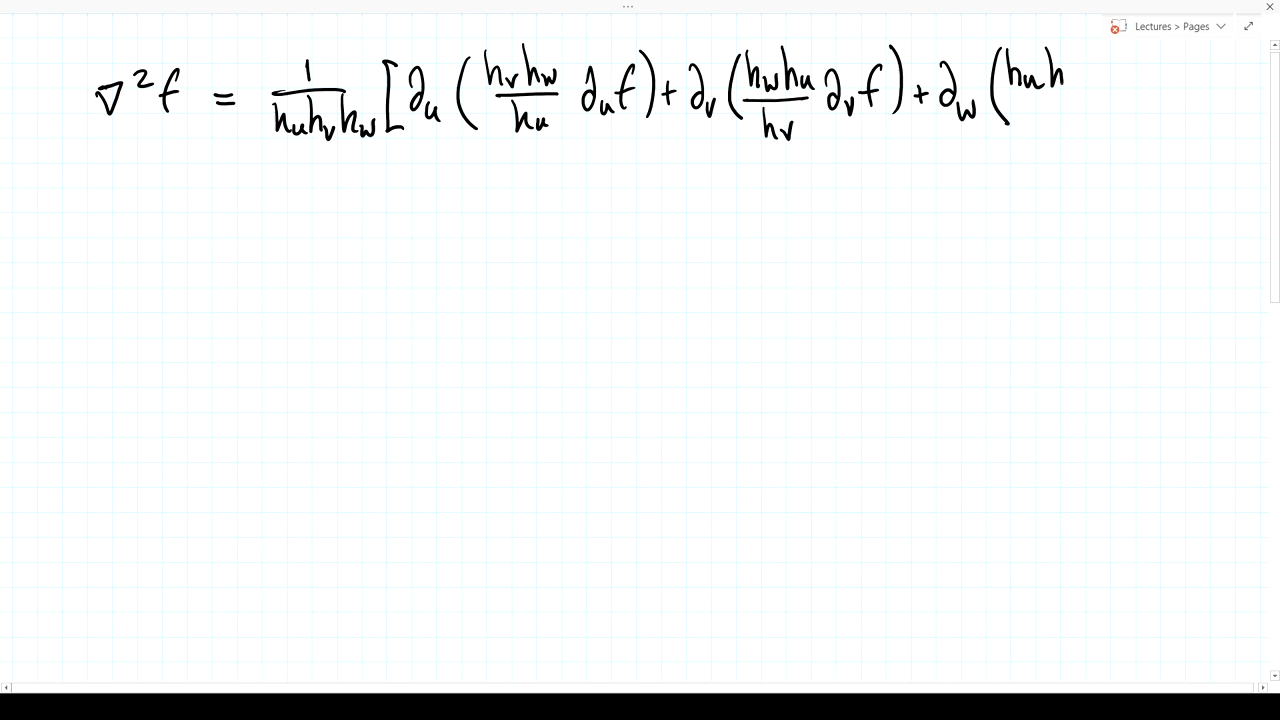 Lectures > Pages
∇²f = 1/(h_u h_v h_w) [∂_u (h_v h_w/h_u ∂_u f) + ∂_v (h_w h_u/h_v ∂_v f) + ∂_w (h_u h